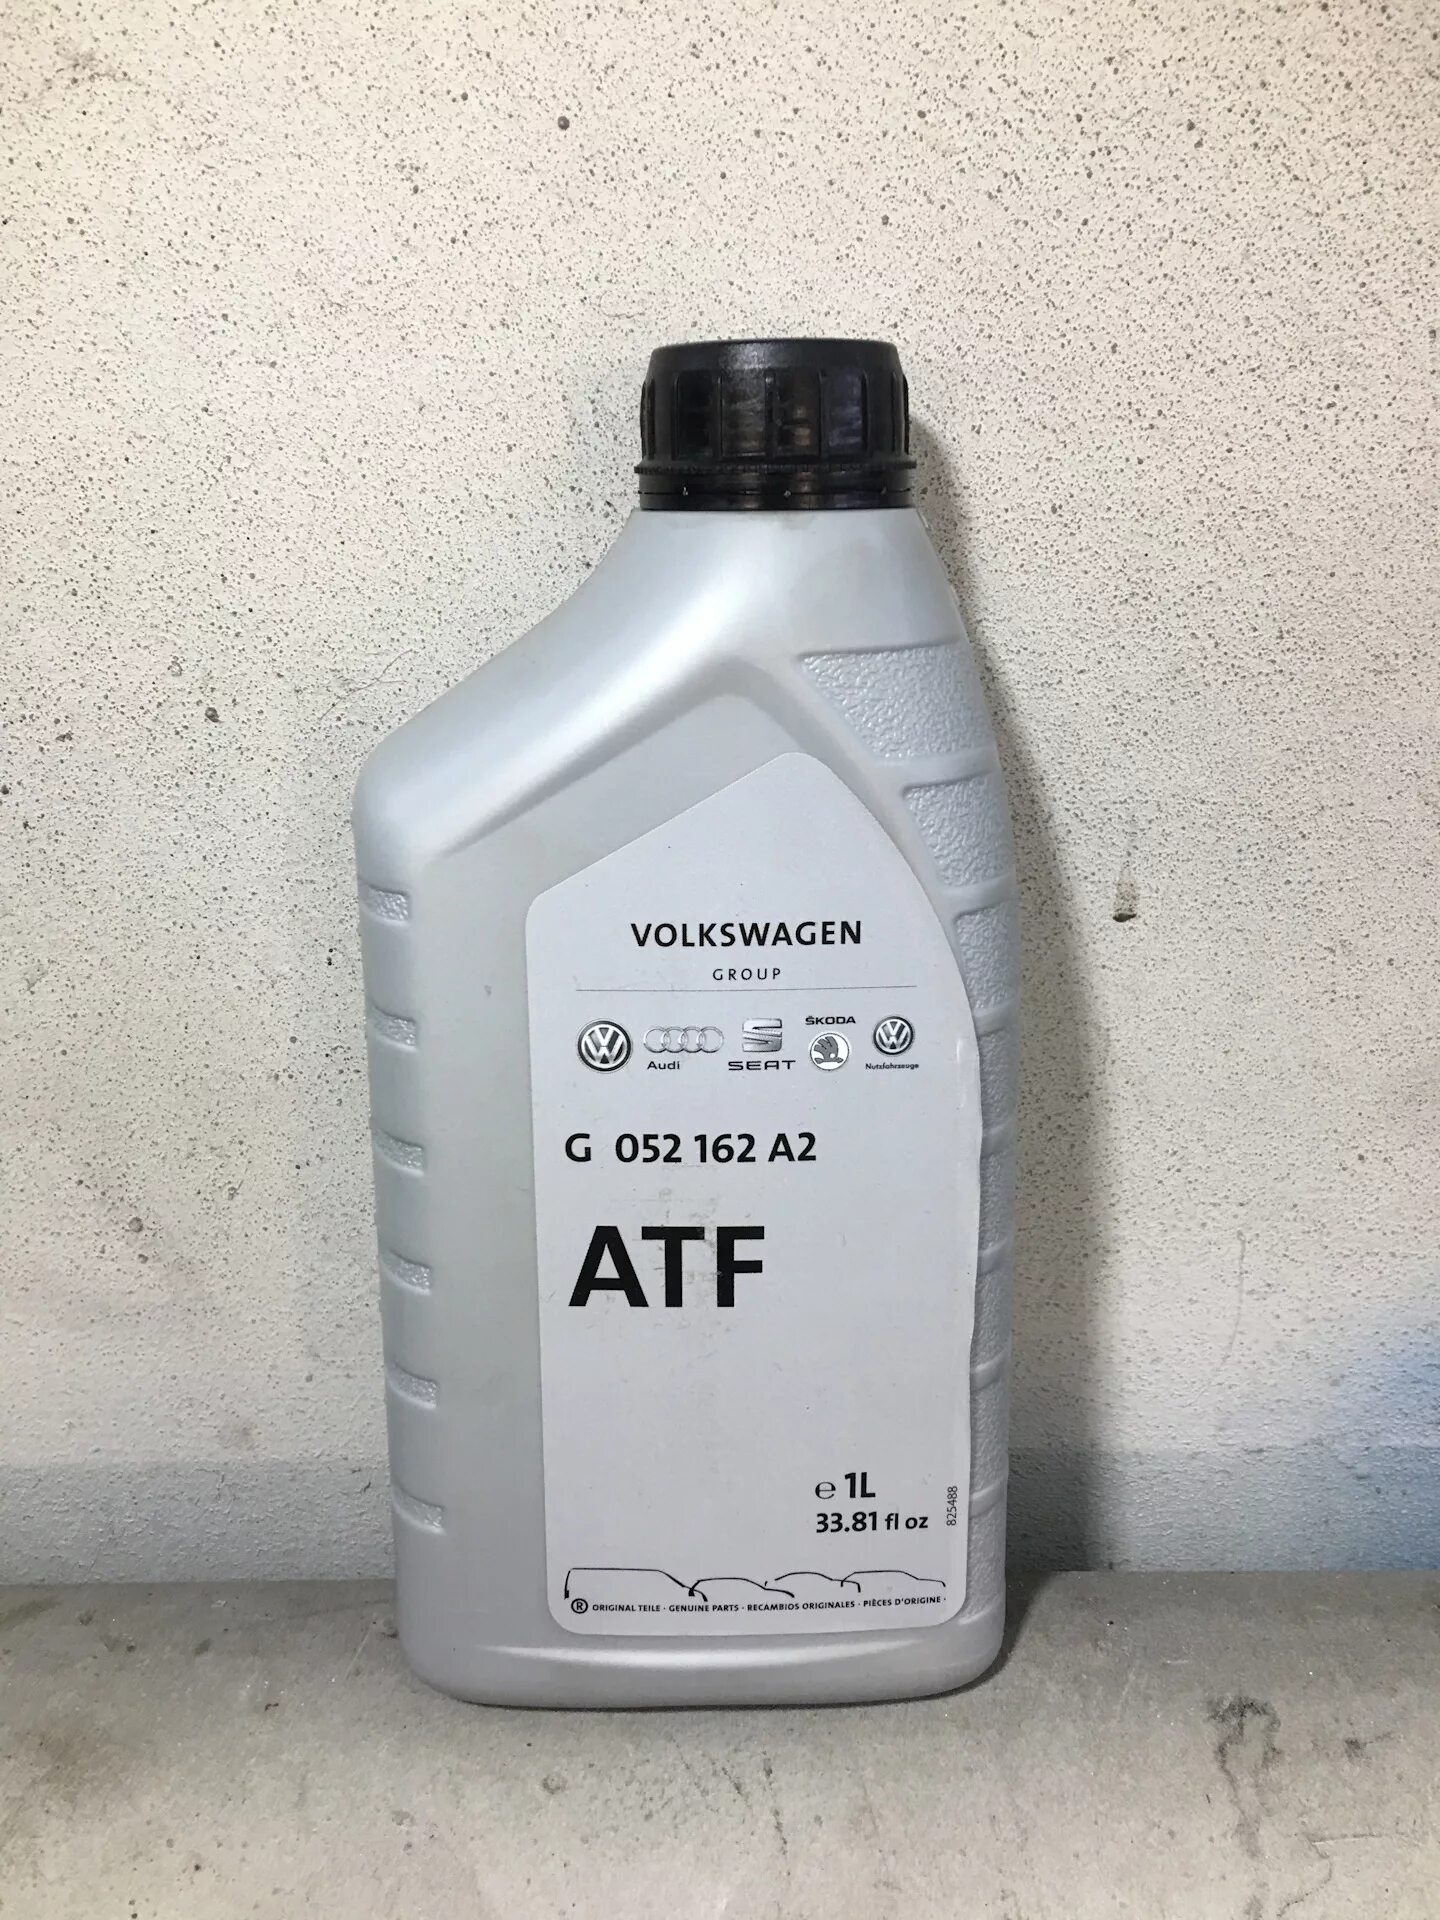 VOLKSWAGEN
GROUP
Audi SEAT ŠKODA Nutzfahrzeuge
G 052 162 A2
ATF
℮ 1L
33.81 fl oz
825488
® ORIGINAL TEILE · GENUINE PARTS · RECAMBIOS ORIGINALES · PIÈCES D'ORIGINE ·